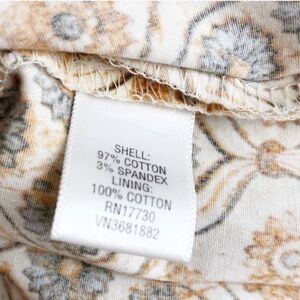 SHELL:
97% COTTON
3% SPANDEX
LINING:
100% COTTON
RN17730
VN3681882